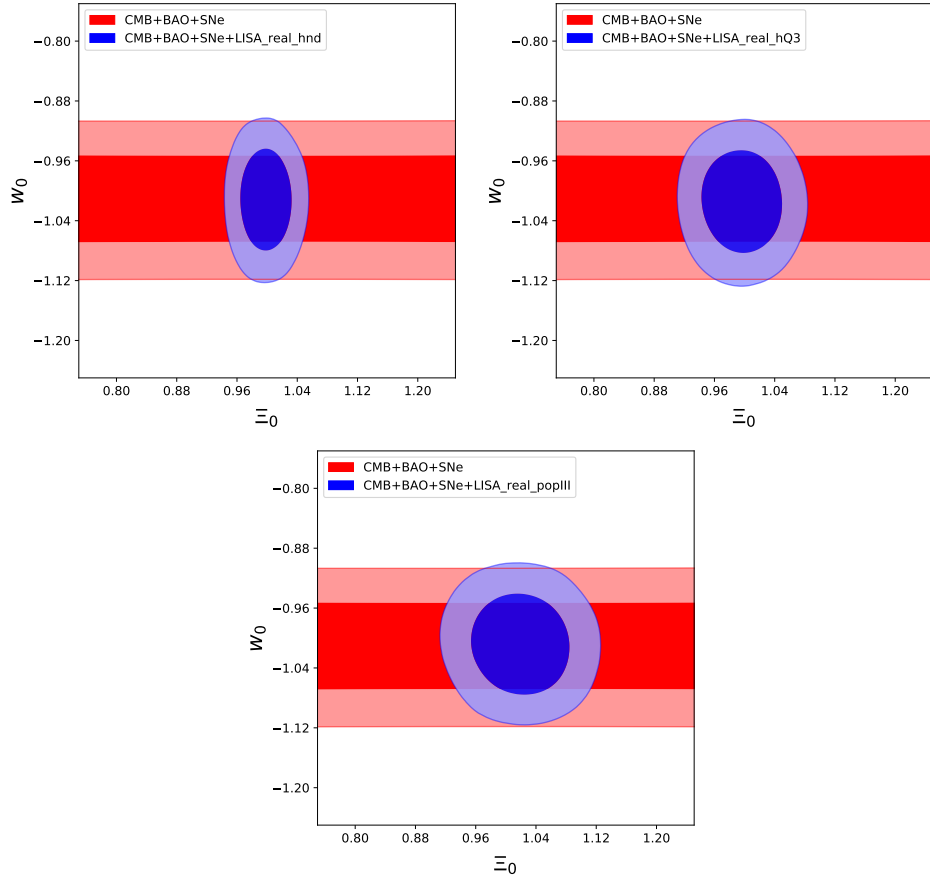 CMB+BAO+SNe
CMB+BAO+SNe+LISA_real_hnd
−0.80
−0.88
−0.96
−1.04
−1.12
−1.20
w₀
0.80 0.88 0.96 1.04 1.12 1.20
Ξ₀
CMB+BAO+SNe
CMB+BAO+SNe+LISA_real_hQ3
−0.80
−0.88
−0.96
−1.04
−1.12
−1.20
w₀
0.80 0.88 0.96 1.04 1.12 1.20
Ξ₀
CMB+BAO+SNe
CMB+BAO+SNe+LISA_real_popIII
−0.80
−0.88
−0.96
−1.04
−1.12
−1.20
w₀
0.80 0.88 0.96 1.04 1.12 1.20
Ξ₀